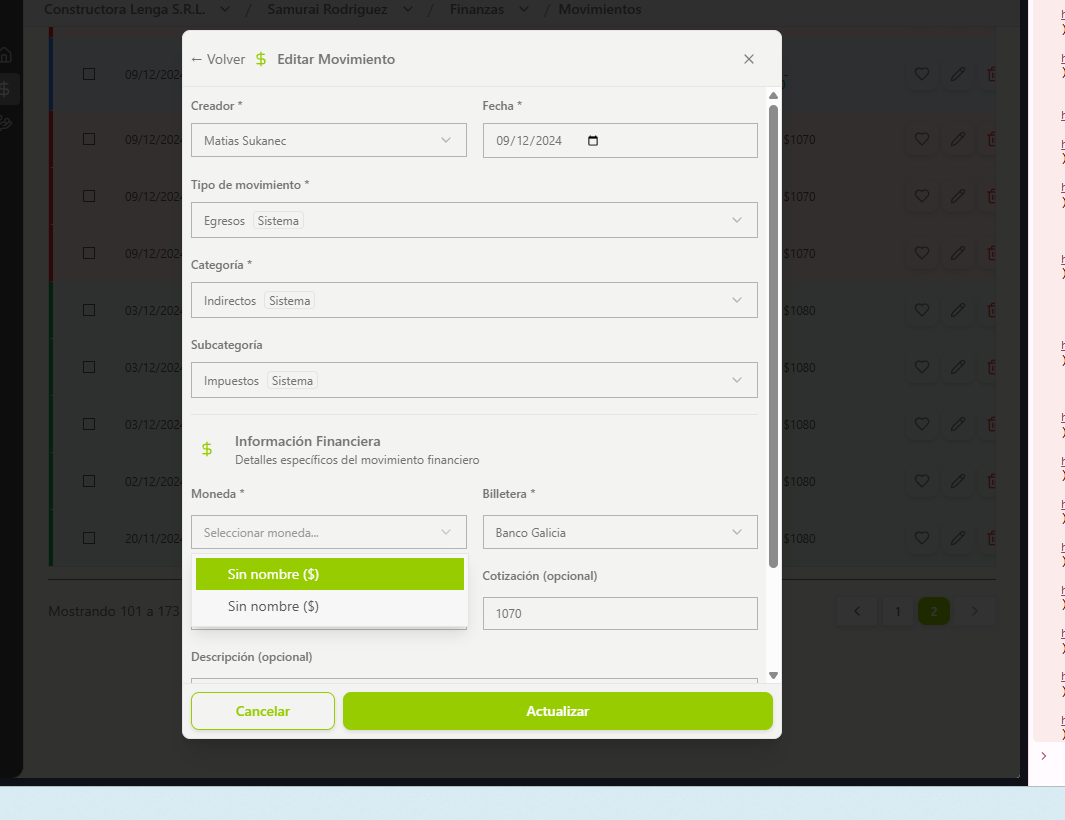 Constructora Lenga S.R.L. / Samurai Rodriguez / Finanzas / Movimientos
← Volver $ Editar Movimiento
Creador *
Fecha *
Matias Sukanec
09/12/2024
Tipo de movimiento *
Egresos Sistema
Categoría *
Indirectos Sistema
Subcategoría
Impuestos Sistema
$ Información Financiera
Detalles específicos del movimiento financiero
Moneda *
Billetera *
Seleccionar moneda...
Banco Galicia
Sin nombre ($)
Sin nombre ($)
Cotización (opcional)
1070
Descripción (opcional)
Cancelar
Actualizar
09/12/2024
09/12/2024
$1070
09/12/2024
$1070
09/12/2024
$1070
03/12/2024
$1080
03/12/2024
$1080
03/12/2024
$1080
02/12/2024
$1080
20/11/2024
$1080
Mostrando 101 a 173
1
2